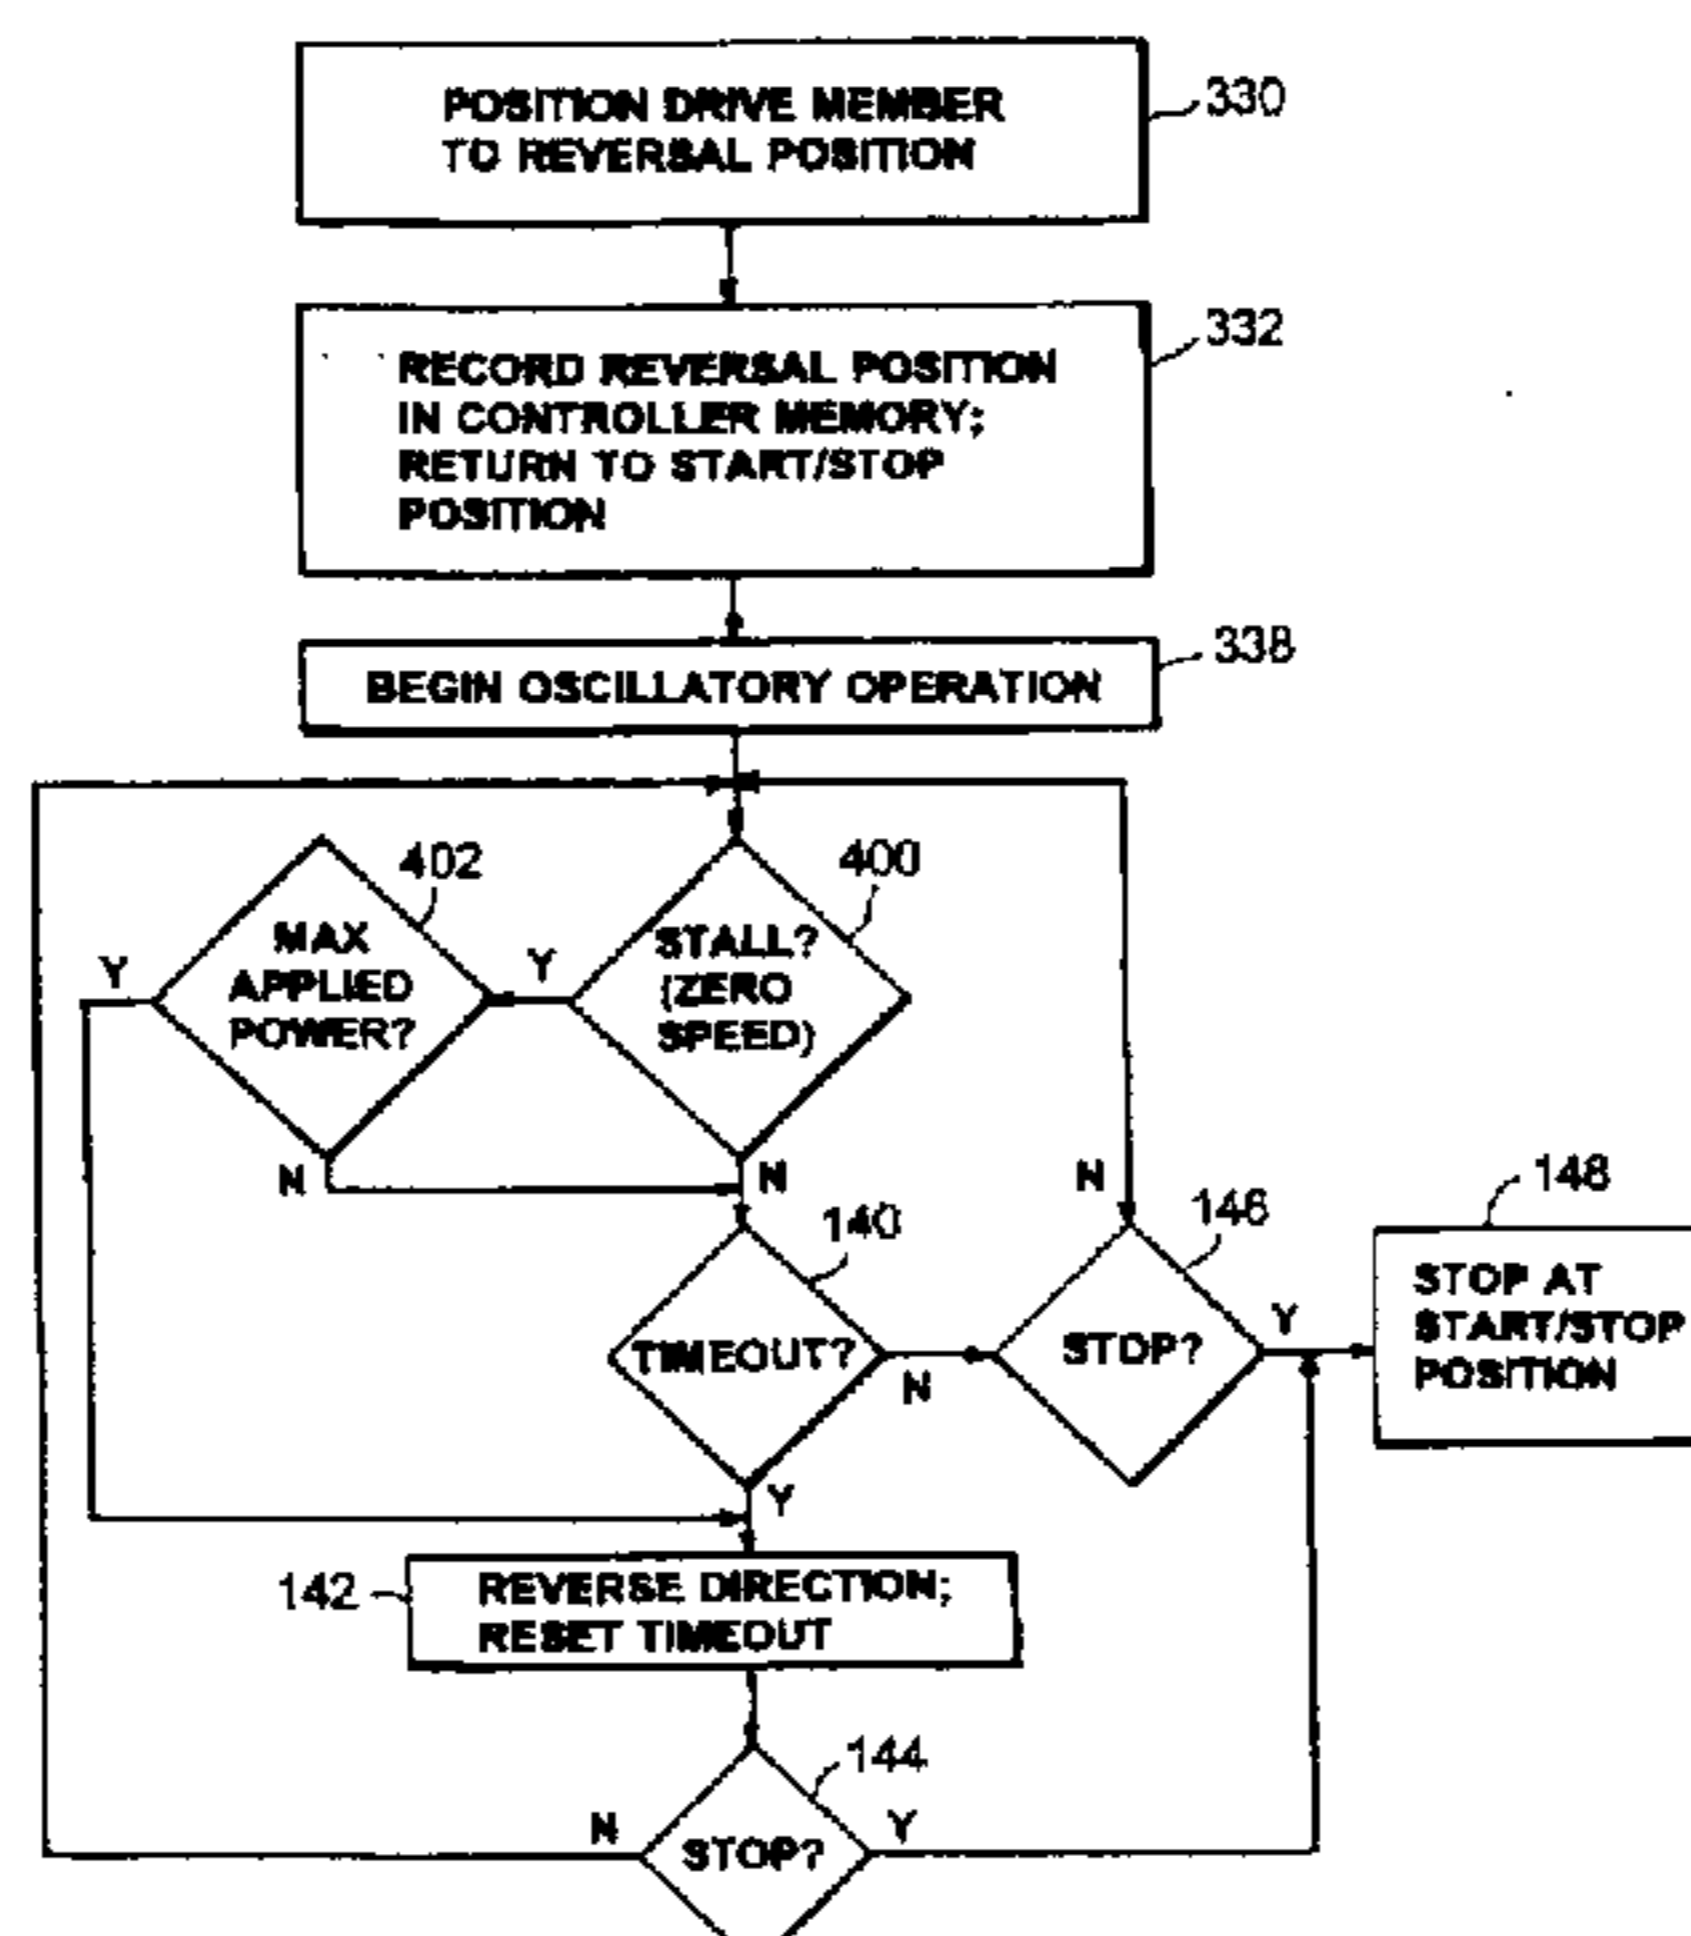 POSITION DRIVE MEMBER
TO REVERSAL POSITION
330
RECORD REVERSAL POSITION
IN CONTROLLER MEMORY;
RETURN TO START/STOP
POSITION
332
BEGIN OSCILLATORY OPERATION
338
402
MAX
APPLIED
POWER?
Y
N
400
STALL?
(ZERO
SPEED)
Y
N
140
TIMEOUT?
N
Y
146
STOP?
N
Y
148
STOP AT
START/STOP
POSITION
142
REVERSE DIRECTION;
RESET TIMEOUT
144
STOP?
N
Y